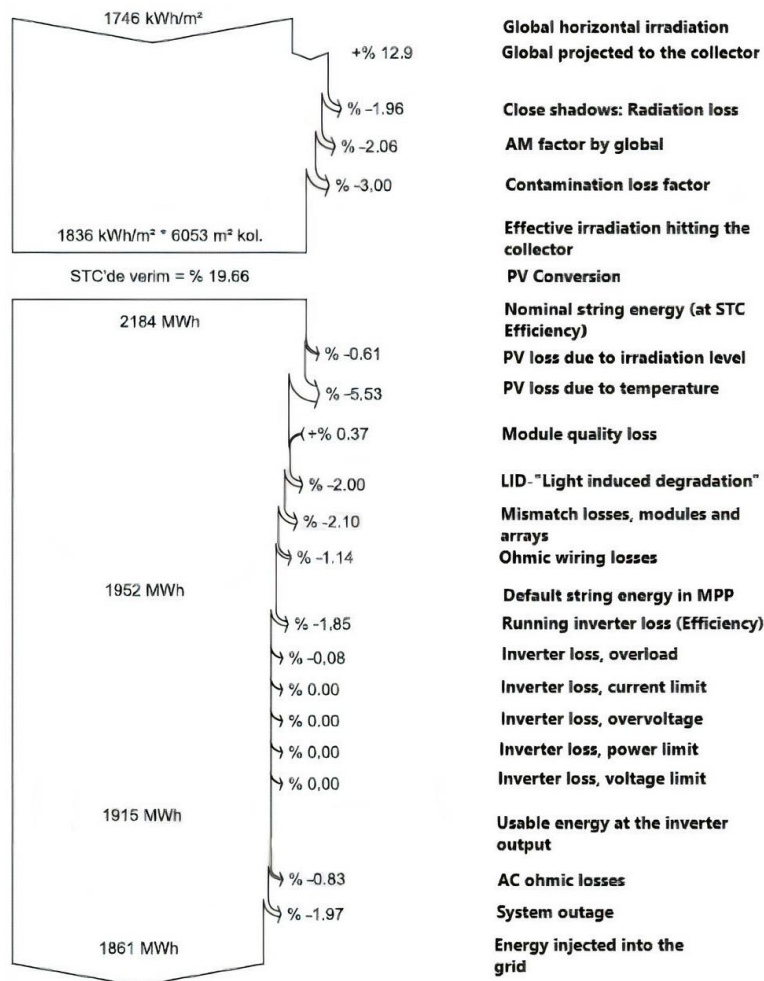 1746 kWh/m²
Global horizontal irradiation
+% 12.9
Global projected to the collector
% -1.96
Close shadows: Radiation loss
% -2.06
AM factor by global
% -3,00
Contamination loss factor
1836 kWh/m² * 6053 m² kol.
Effective irradiation hitting the
collector
STC'de verim = % 19.66
PV Conversion
2184 MWh
Nominal string energy (at STC
Efficiency)
% -0.61
PV loss due to irradiation level
% -5,53
PV loss due to temperature
+% 0.37
Module quality loss
% -2.00
LID-"Light induced degradation"
% -2.10
Mismatch losses, modules and
arrays
% -1.14
Ohmic wiring losses
1952 MWh
Default string energy in MPP
% -1,85
Running inverter loss (Efficiency)
% -0,08
Inverter loss, overload
% 0.00
Inverter loss, current limit
% 0.00
Inverter loss, overvoltage
% 0,00
Inverter loss, power limit
% 0,00
Inverter loss, voltage limit
1915 MWh
Usable energy at the inverter
output
% -0.83
AC ohmic losses
% -1.97
System outage
1861 MWh
Energy injected into the
grid